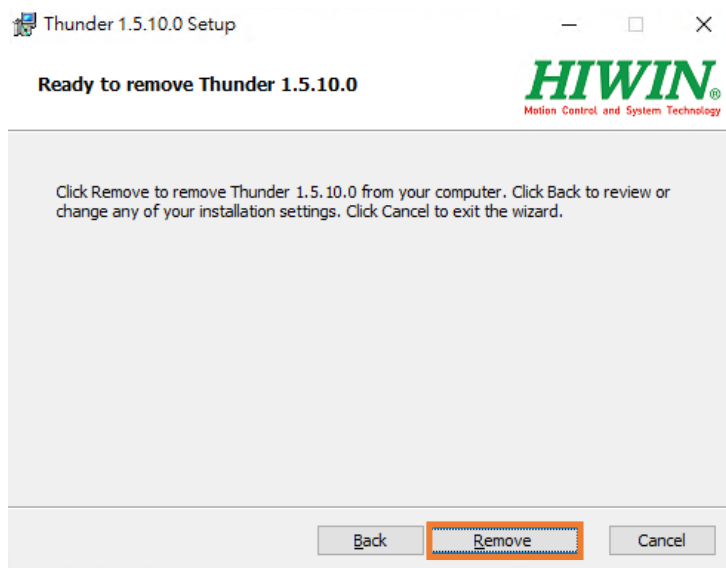 Thunder 1.5.10.0 Setup
Ready to remove Thunder 1.5.10.0
HIWIN®
Motion Control and System Technology
Click Remove to remove Thunder 1.5.10.0 from your computer. Click Back to review or
change any of your installation settings. Click Cancel to exit the wizard.
Back Remove Cancel